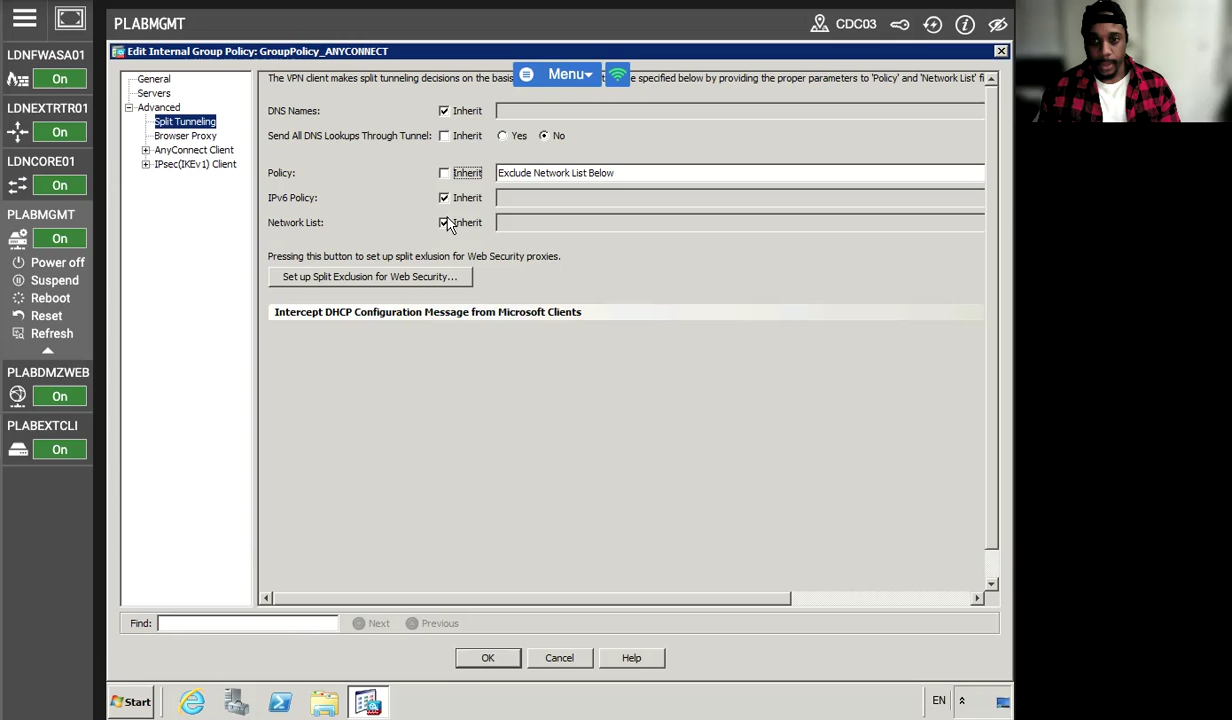 PLABMGMT
CDC03
LDNFWASA01
On
LDNEXTRTR01
On
LDNCORE01
On
PLABMGMT
On
Power off
Suspend
Reboot
Reset
Refresh
PLABDMZWEB
On
PLABEXTCLI
On
Edit Internal Group Policy: GroupPolicy_ANYCONNECT
General
Servers
Advanced
Split Tunneling
Browser Proxy
AnyConnect Client
IPsec(IKEv1) Client
The VPN client makes split tunneling decisions on the basis
e specified below by providing the proper parameters to 'Policy' and 'Network List' fi
Menu
DNS Names: Inherit
Send All DNS Lookups Through Tunnel: Inherit Yes No
Policy: Inherit Exclude Network List Below
IPv6 Policy: Inherit
Network List: Inherit
Pressing this button to set up split exlusion for Web Security proxies.
Set up Split Exclusion for Web Security...
Intercept DHCP Configuration Message from Microsoft Clients
Find: Next Previous
OK Cancel Help
Start EN